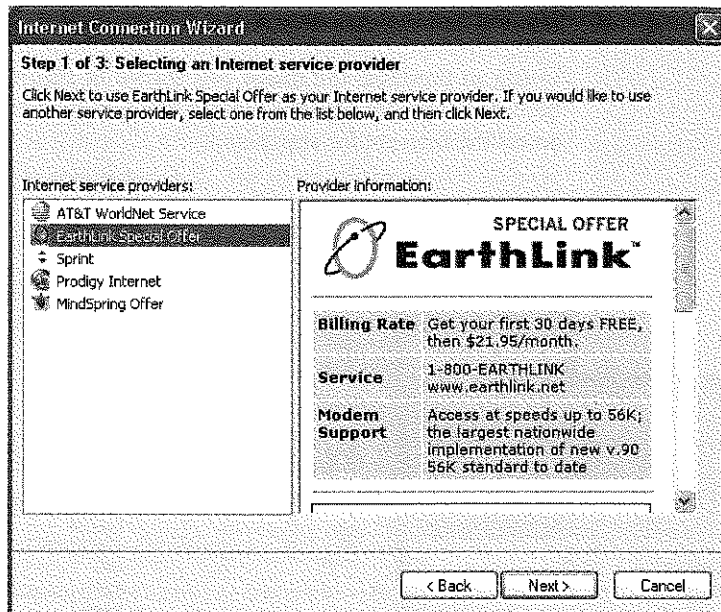 Internet Connection Wizard
Step 1 of 3: Selecting an Internet service provider
Click Next to use EarthLink Special Offer as your Internet service provider. If you would like to use
another service provider, select one from the list below, and then click Next.
Internet service providers:
AT&T WorldNet Service
EarthLink Special Offer
Sprint
Prodigy Internet
MindSpring Offer
Provider information:
SPECIAL OFFER
EarthLink™
Billing Rate Get your first 30 days FREE,
then $21.95/month.
Service 1-800-EARTHLINK
www.earthlink.net
Modem Support Access at speeds up to 56K;
the largest nationwide
implementation of new v.90
56K standard to date
< Back
Next >
Cancel